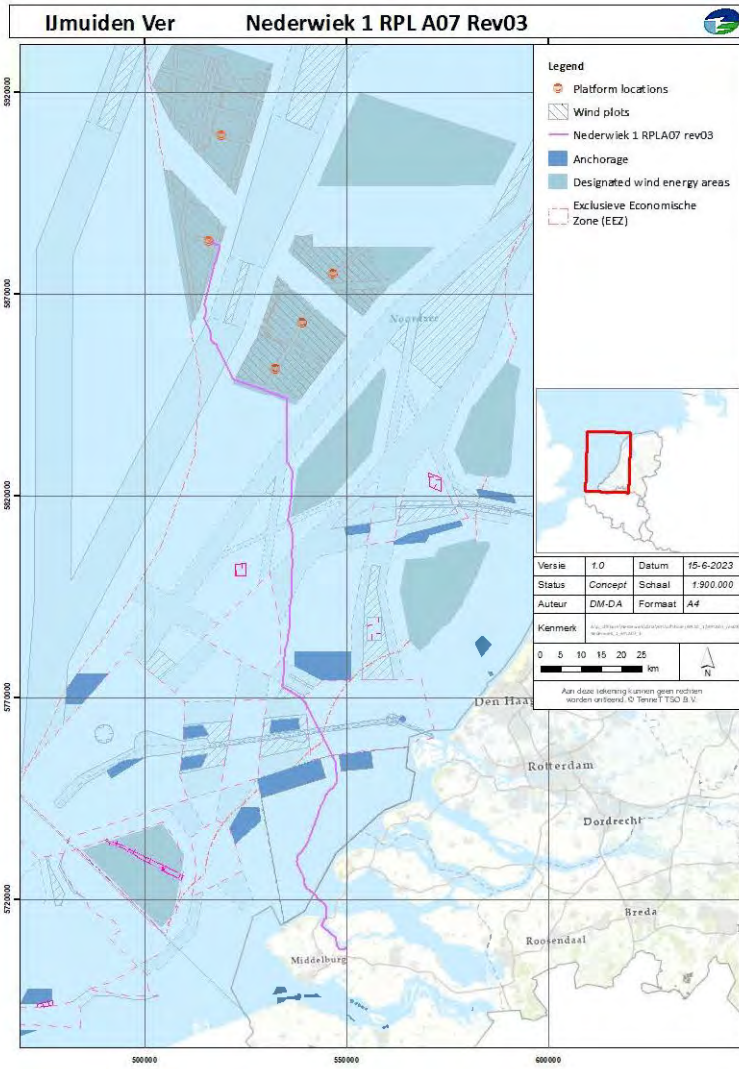 IJmuiden Ver
Nederwiek 1 RPL A07 Rev03
Legend
Platform locations
Wind plots
Nederwiek 1 RPLA07 rev03
Anchorage
Designated wind energy areas
Exclusieve Economische
Zone (EEZ)
5870000
5820000
5770000
5720000
Noordzee
Versie 1.0 Datum 15-6-2023
Status Concept Schaal 1:900.000
Auteur DM-DA Formaat A4
Kenmerk
0 5 10 15 20 25
km
N
Aan deze tekening kunnen geen rechten
worden ontleend. © TenneT TSO B.V.
Den Haag
Rotterdam
Dordrecht
Breda
Roosendaal
Middelburg
500000 550000 600000